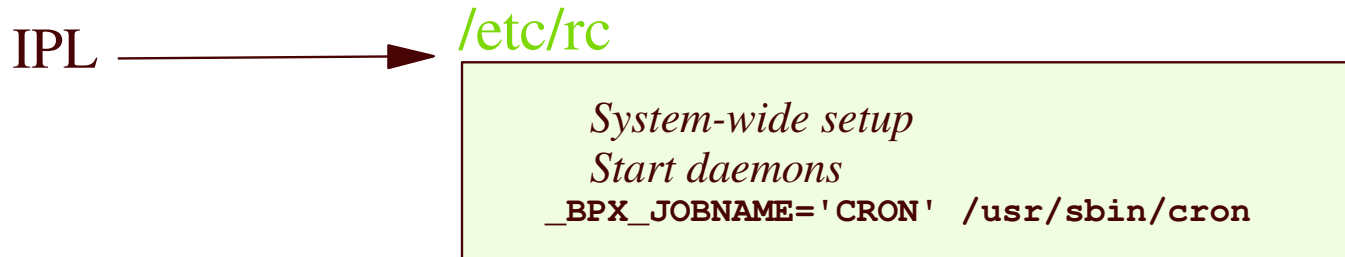 IPL
/etc/rc
System-wide setup
Start daemons
_BPX_JOBNAME='CRON' /usr/sbin/cron